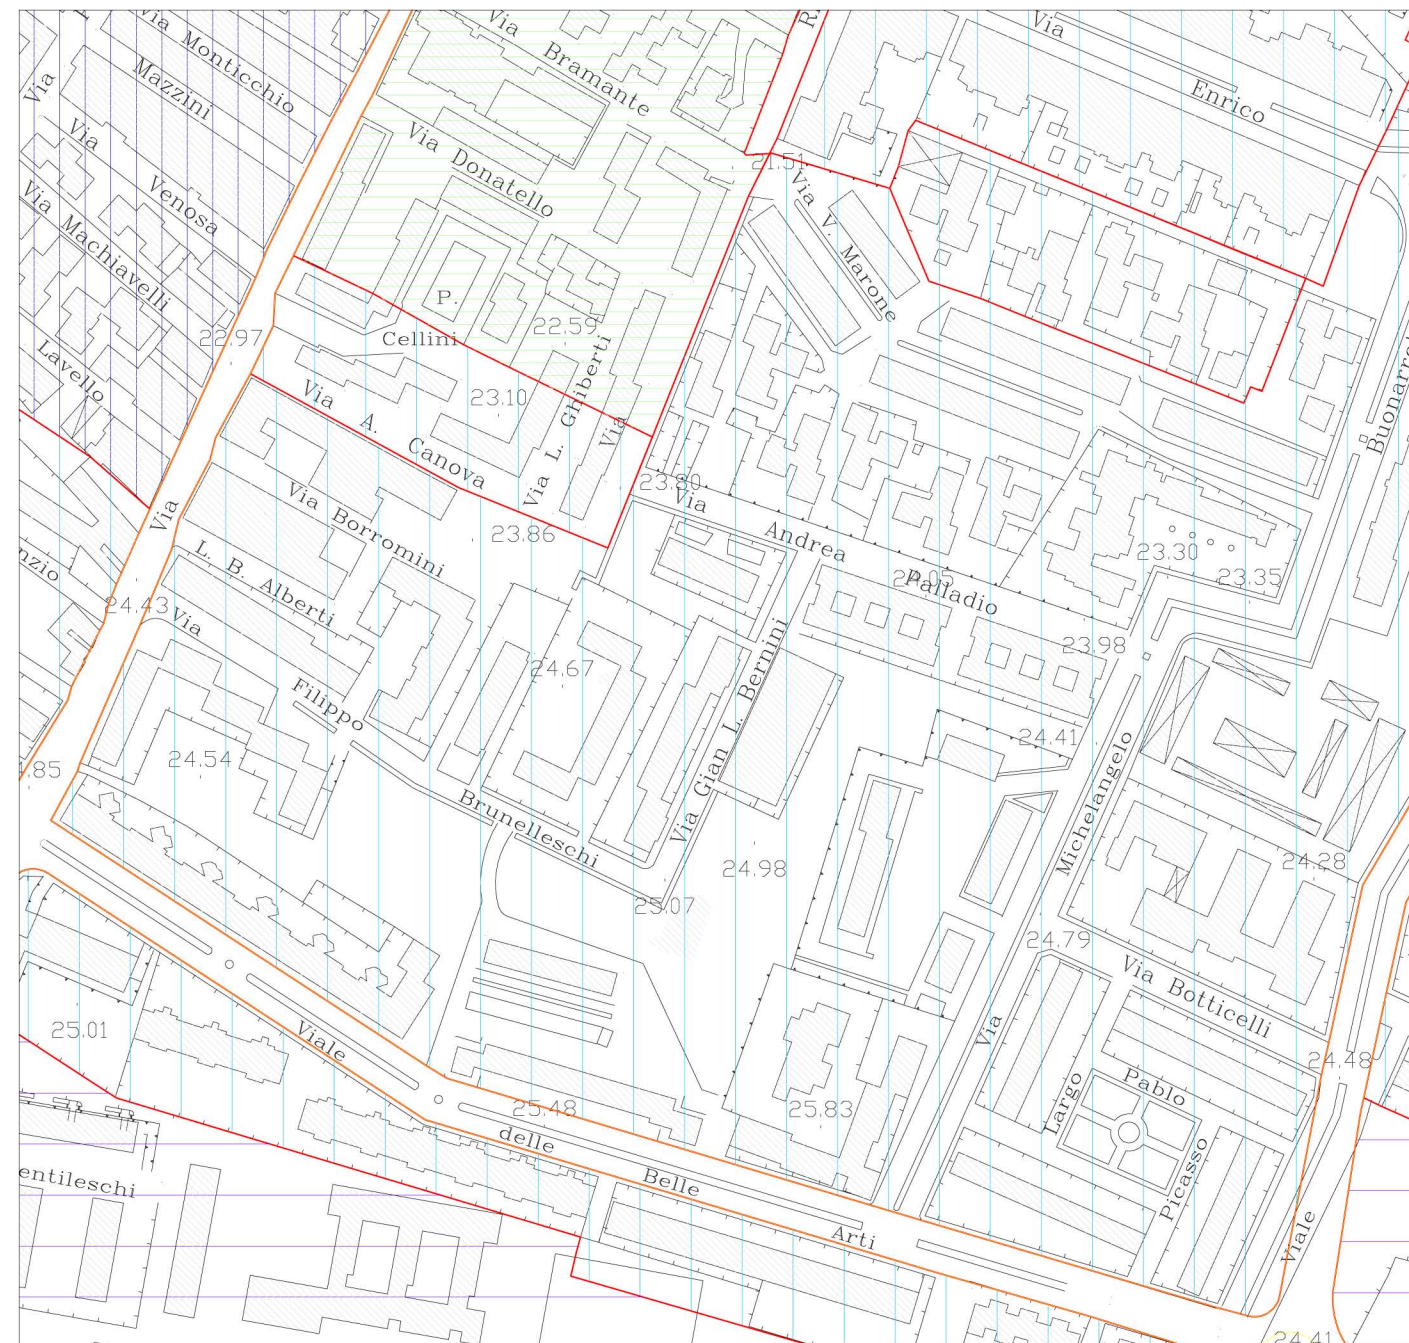 Via Monticchio
Via
Bramante
Via
Mazzini
Enrico
Via
Via
Via Donatello
21.51
Venosa
Via V. Marone
Via Machiavelli
P.
Cellini
22.59
22.97
Lavello
23.10
Via A. Canova
Via L. Ghiberti
Via
Via
23.80
Via Andrea Palladio
Via Borromini
23.86
23.30
23.35
24.05
L. B. Alberti
24.43
Via
23.98
24.67
Via Gian L. Bernini
Filippo
24.54
24.41
Michelangelo
Brunelleschi
24.98
24.28
25.07
24.79
Via Botticelli
25.01
Viale
Via
24.48
Pablo
Largo
25.48
25.83
delle
Belle
Picasso
Arti
Viale
24.41